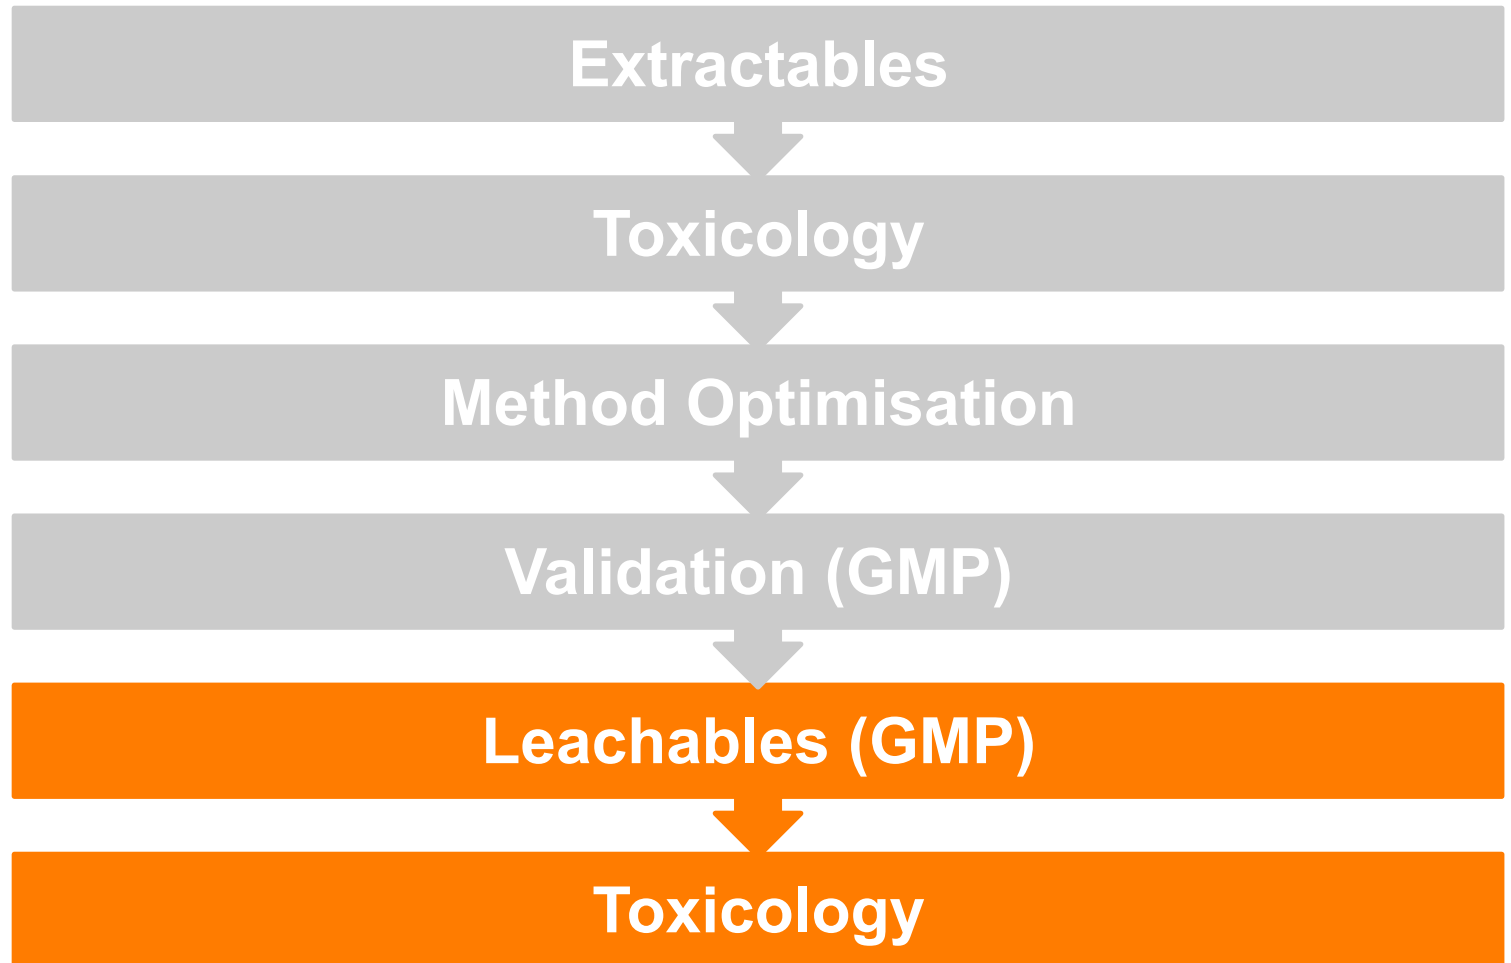 Extractables
Toxicology
Method Optimisation
Validation (GMP)
Leachables (GMP)
Toxicology